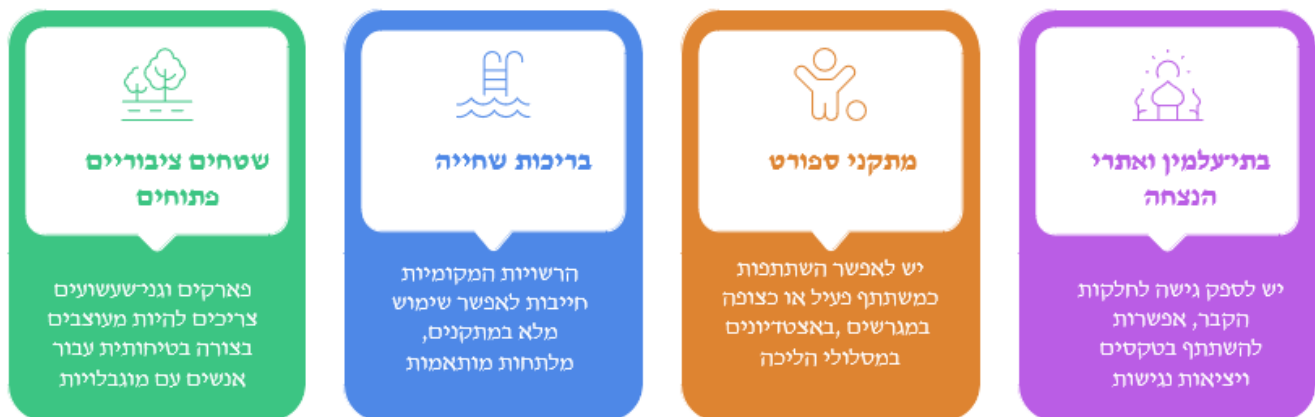 בתי־עלמין ואתרי
הנצחה
יש לספק גישה לחלקות
הקבר, אפשרות
להשתתף בטקסים
ויציאות נגישות
מתקני ספורט
יש לאפשר השתתפות
כמשתתף פעיל או כצופה
במגרשים ,באצטדיונים
במסלולי הליכה
בריכות שחייה
הרשויות המקומיות
חייבות לאפשר שימוש
מלא במתקנים,
מלתחות מותאמות
שטחים ציבוריים
פתוחים
פארקים וגני־שעשועים
צריכים להיות מעוצבים
בצורה בטיחותית עבור
אנשים עם מוגבלויות